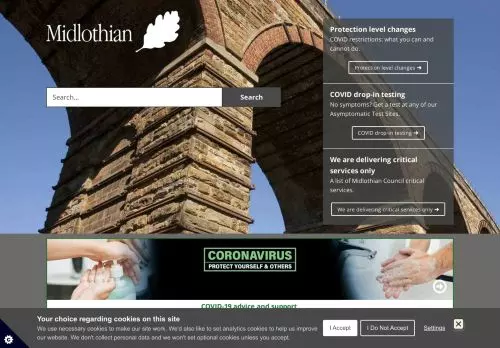 Midlothian
Search...
Search
Protection level changes
COVID restrictions: what you can and
cannot do.
Protection level changes ➔
COVID drop-in testing
No symptoms? Get a test at any of our
Asymptomatic Test Sites.
COVID drop-in testing ➔
We are delivering critical
services only
A list of Midlothian Council critical
services.
We are delivering critical services only ➔
CORONAVIRUS
PROTECT YOURSELF & OTHERS
COVID-19 advice and support
Your choice regarding cookies on this site
We use necessary cookies to make our site work. We'd also like to set analytics cookies to help us improve
our website. We don't collect personal data and we won't set optional cookies unless you accept.
I Accept
I Do Not Accept
Settings